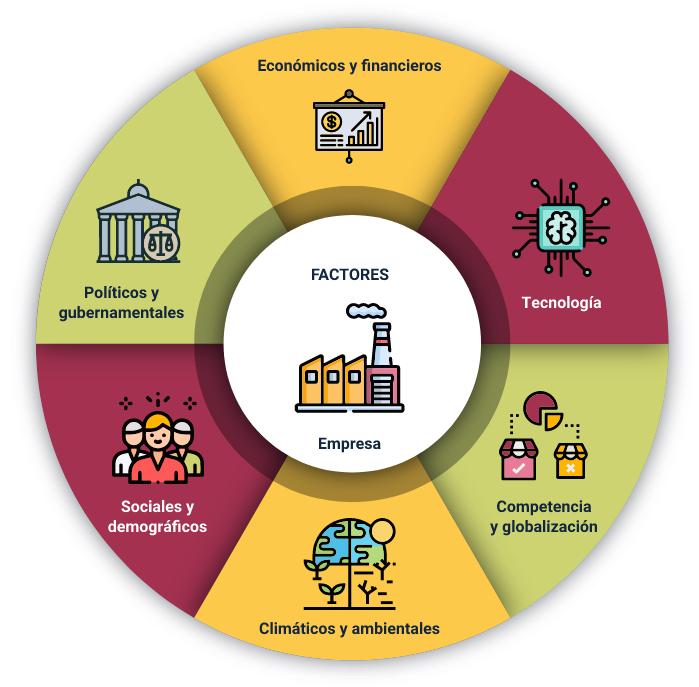 Económicos y financieros
Tecnología
Competencia
y globalización
Climáticos y ambientales
Sociales y
demográficos
Políticos y
gubernamentales
FACTORES
Empresa